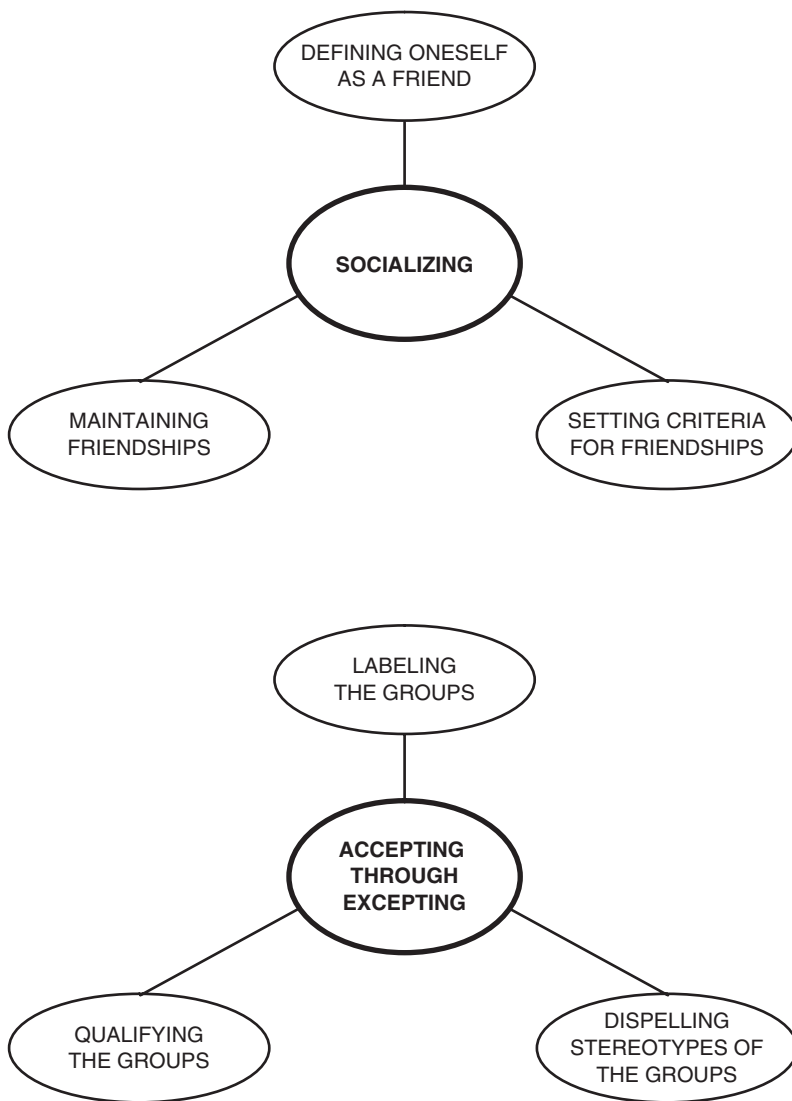 DEFINING ONESELF
AS A FRIEND
SOCIALIZING
MAINTAINING
FRIENDSHIPS
SETTING CRITERIA
FOR FRIENDSHIPS
LABELING
THE GROUPS
ACCEPTING
THROUGH
EXCEPTING
QUALIFYING
THE GROUPS
DISPELLING
STEREOTYPES OF
THE GROUPS